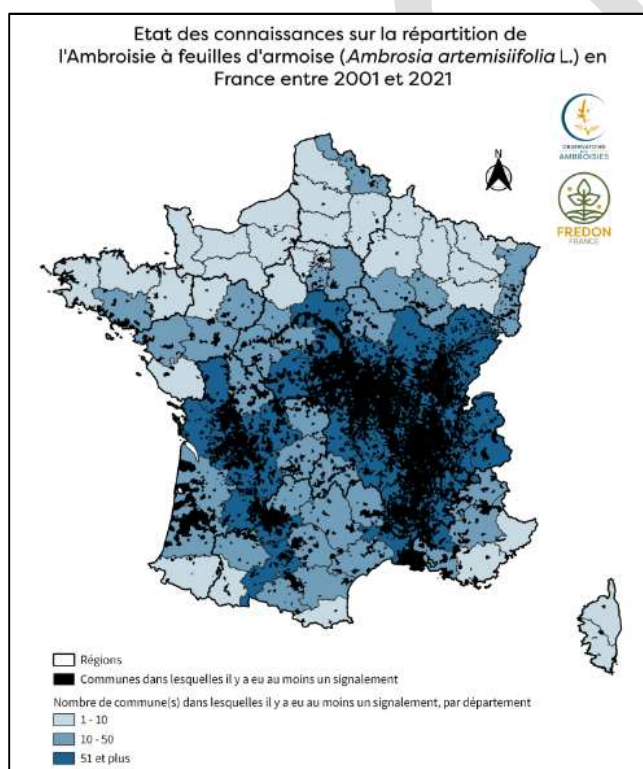 Etat des connaissances sur la répartition de
l'Ambroisie à feuilles d'armoise (Ambrosia artemisiifolia L.) en
France entre 2001 et 2021
N
OBSERVATOIRE
AMBROISIES
FREDON
FRANCE
Régions
Communes dans lesquelles il y a eu au moins un signalement
Nombre de commune(s) dans lesquelles il y a eu au moins un signalement, par département
1 - 10
10 - 50
51 et plus